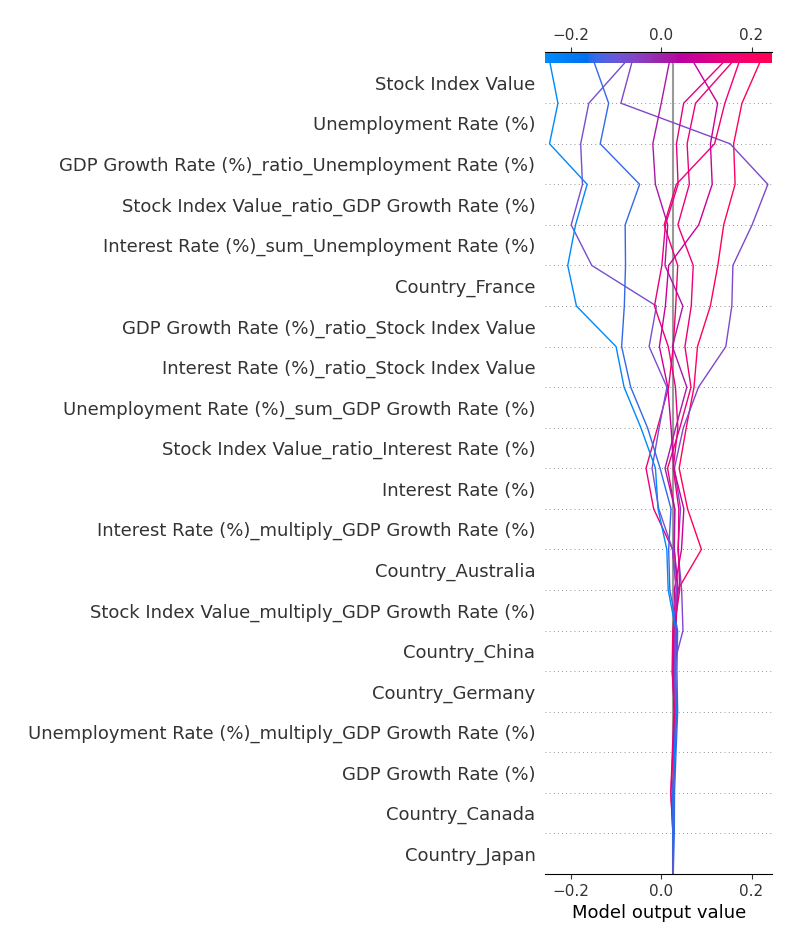 −0.2 0.0 0.2
Stock Index Value
Unemployment Rate (%)
GDP Growth Rate (%)_ratio_Unemployment Rate (%)
Stock Index Value_ratio_GDP Growth Rate (%)
Interest Rate (%)_sum_Unemployment Rate (%)
Country_France
GDP Growth Rate (%)_ratio_Stock Index Value
Interest Rate (%)_ratio_Stock Index Value
Unemployment Rate (%)_sum_GDP Growth Rate (%)
Stock Index Value_ratio_Interest Rate (%)
Interest Rate (%)
Interest Rate (%)_multiply_GDP Growth Rate (%)
Country_Australia
Stock Index Value_multiply_GDP Growth Rate (%)
Country_China
Country_Germany
Unemployment Rate (%)_multiply_GDP Growth Rate (%)
GDP Growth Rate (%)
Country_Canada
Country_Japan
−0.2 0.0 0.2
Model output value